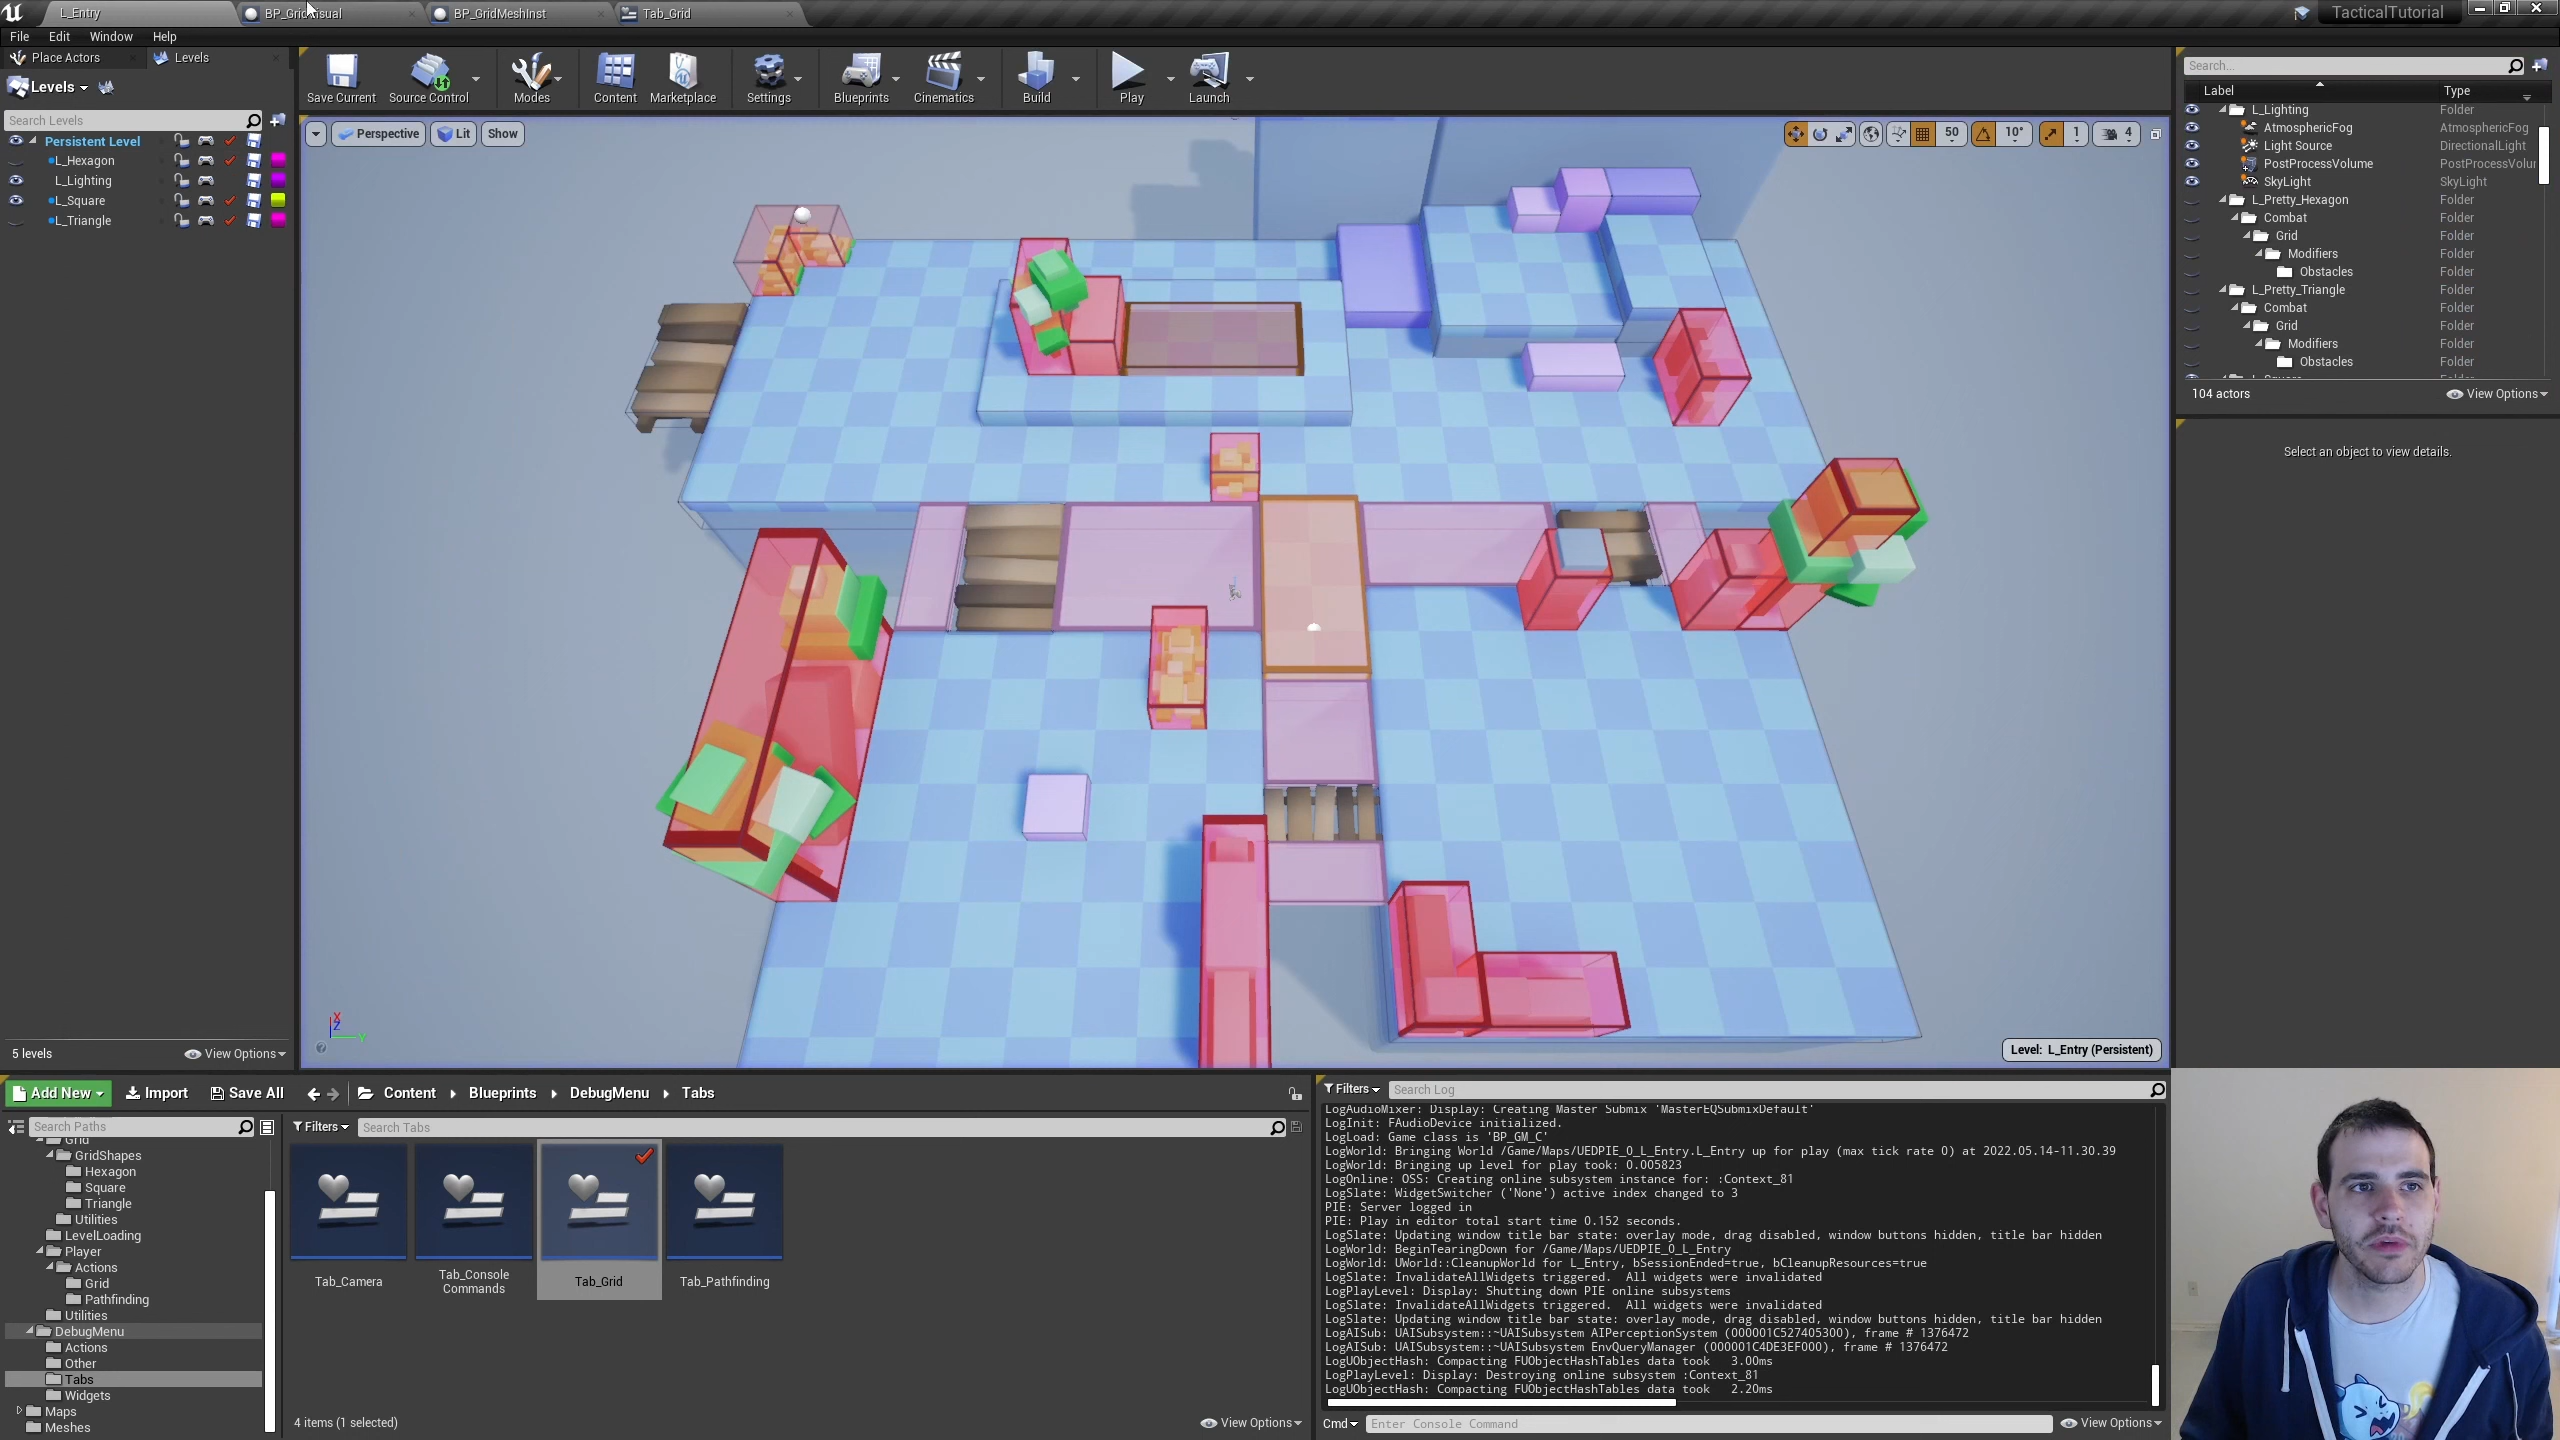 L_Entry
BP_GridVisual
BP_GridMeshInst
Tab_Grid
TacticalTutorial
File Edit Window Help
Place Actors Levels
Levels
Search Levels
Persistent Level
L_Hexagon
L_Lighting
L_Square
L_Triangle
5 levels View Options
Save Current Source Control Modes Content Marketplace Settings Blueprints Cinematics Build Play Launch
Perspective Lit Show
50 10° 1 4
Level: L_Entry (Persistent)
Search...
Label Type
L_Lighting Folder
AtmosphericFog AtmosphericFog
Light Source DirectionalLight
PostProcessVolume PostProcessVolur
SkyLight SkyLight
L_Pretty_Hexagon Folder
Combat Folder
Grid Folder
Modifiers Folder
Obstacles Folder
L_Pretty_Triangle Folder
Combat Folder
Grid Folder
Modifiers Folder
Obstacles Folder
104 actors View Options
Select an object to view details.
Add New Import Save All Content Blueprints DebugMenu Tabs
Search Paths
Grid
GridShapes
Hexagon
Square
Triangle
Utilities
LevelLoading
Player
Actions
Grid
Pathfinding
Utilities
DebugMenu
Actions
Other
Tabs
Widgets
Maps
Meshes
Filters Search Tabs
Tab_Camera
Tab_Console
Commands
Tab_Grid
Tab_Pathfinding
4 items (1 selected) View Options
Filters Search Log
LogAudioMixer: Display: Creating Master Submix 'MasterEQSubmixDefault'
LogInit: FAudioDevice initialized.
LogLoad: Game class is 'BP_GM_C'
LogWorld: Bringing World /Game/Maps/UEDPIE_0_L_Entry.L_Entry up for play (max tick rate 0) at 2022.05.14-11.30.39
LogWorld: Bringing up level for play took: 0.005823
LogOnline: OSS: Creating online subsystem instance for: :Context_81
LogSlate: WidgetSwitcher ('None') active index changed to 3
PIE: Server logged in
PIE: Play in editor total start time 0.152 seconds.
LogSlate: Updating window title bar state: overlay mode, drag disabled, window buttons hidden, title bar hidden
LogWorld: BeginTearingDown for /Game/Maps/UEDPIE_0_L_Entry
LogWorld: UWorld::CleanupWorld for L_Entry, bSessionEnded=true, bCleanupResources=true
LogSlate: InvalidateAllWidgets triggered.  All widgets were invalidated
LogPlayLevel: Display: Shutting down PIE online subsystems
LogSlate: InvalidateAllWidgets triggered.  All widgets were invalidated
LogSlate: Updating window title bar state: overlay mode, drag disabled, window buttons hidden, title bar hidden
LogAISub: UAISubsystem::~UAISubsystem AIPerceptionSystem (000001C527405300), frame # 1376472
LogAISub: UAISubsystem::~UAISubsystem EnvQueryManager (000001C4DE3EF000), frame # 1376472
LogUObjectHash: Compacting FUObjectHashTables data took   3.00ms
LogPlayLevel: Display: Destroying online subsystem :Context_81
LogUObjectHash: Compacting FUObjectHashTables data took   2.20ms
Cmd Enter Console Command View Options